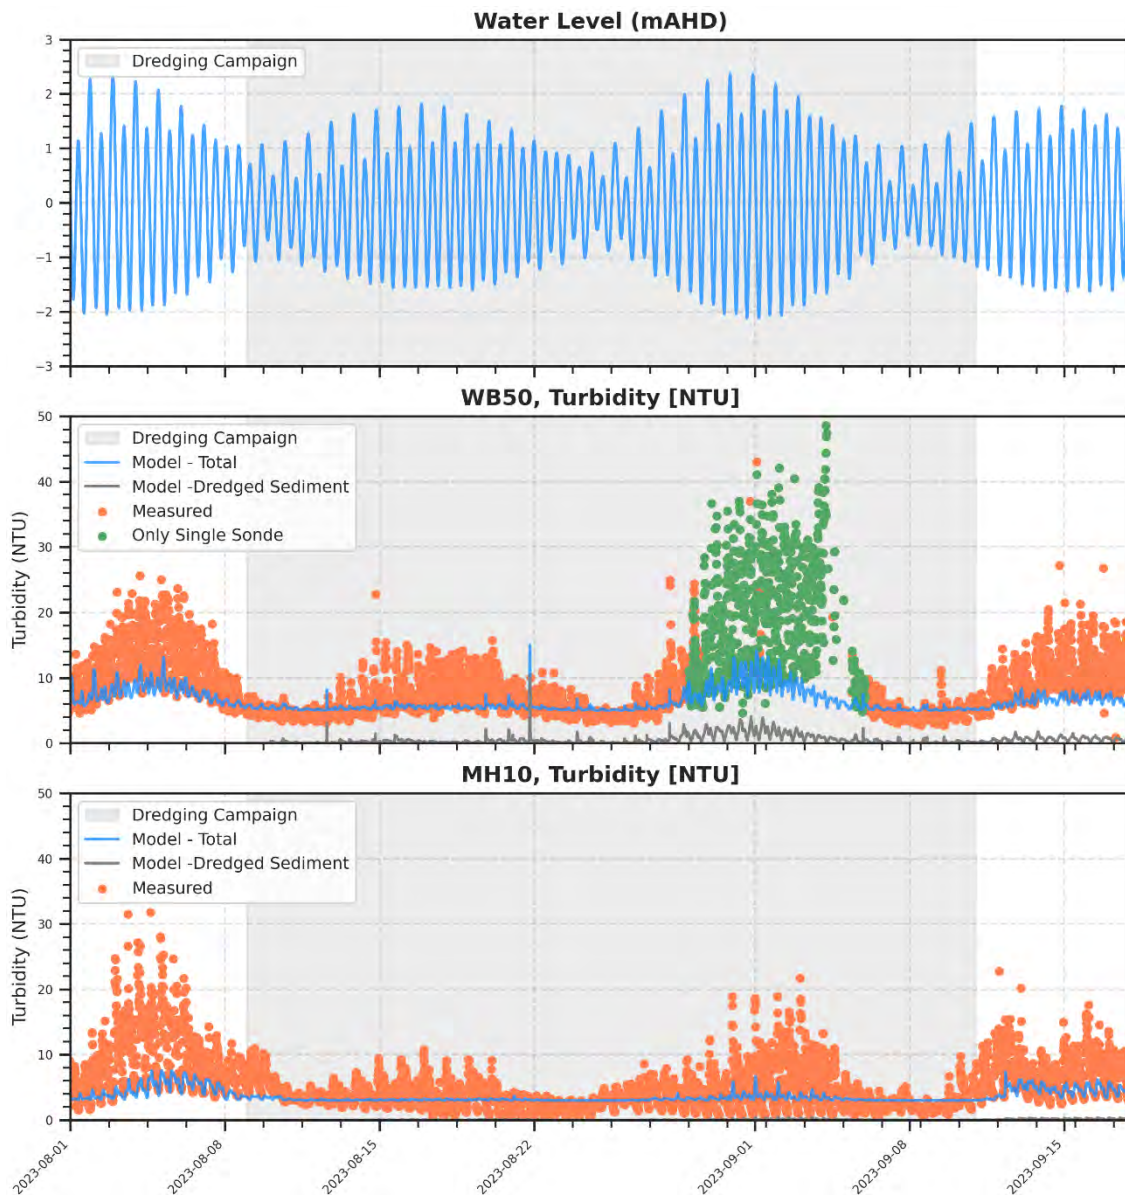 Water Level (mAHD)
3
2
1
0
−1
−2
−3
Dredging Campaign
WB50, Turbidity [NTU]
50
40
30
20
10
0
Turbidity (NTU)
Dredging Campaign
Model - Total
Model -Dredged Sediment
Measured
Only Single Sonde
MH10, Turbidity [NTU]
50
40
30
20
10
0
Turbidity (NTU)
Dredging Campaign
Model - Total
Model -Dredged Sediment
Measured
2023-08-01
2023-08-08
2023-08-15
2023-08-22
2023-09-01
2023-09-08
2023-09-15